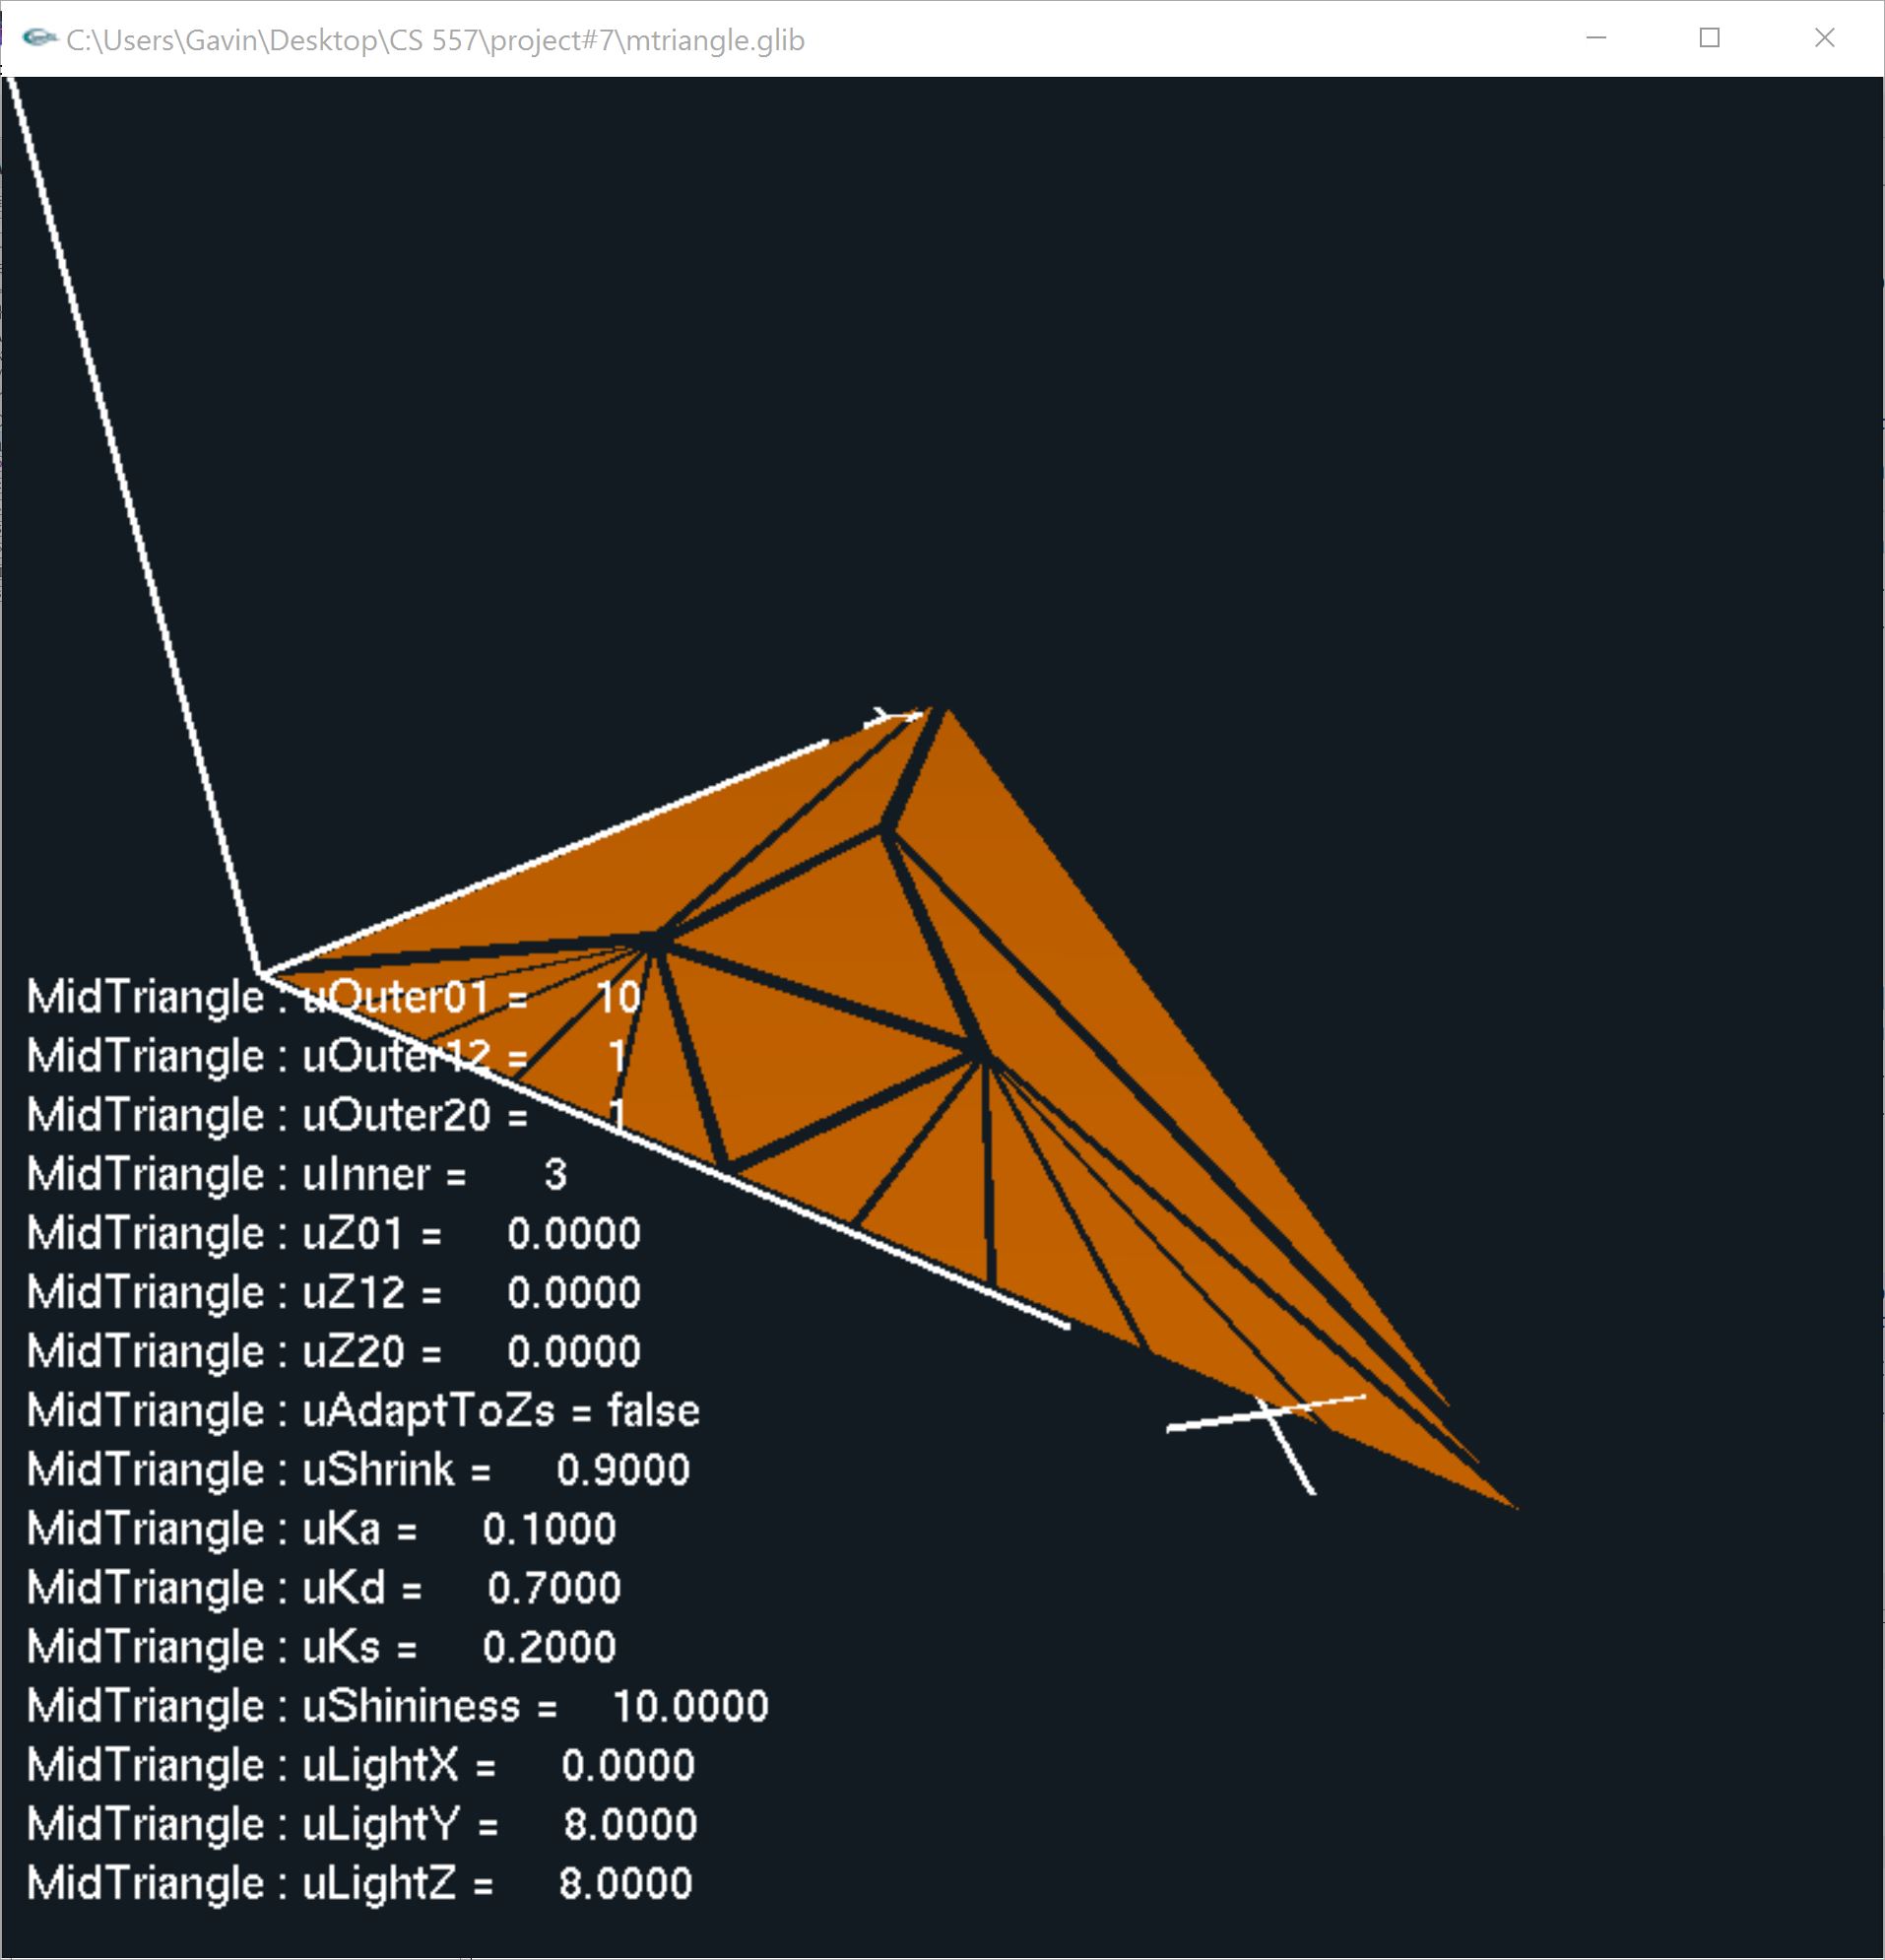 C:\Users\Gavin\Desktop\CS 557\project#7\mtriangle.glib
MidTriangle : uOuter01 = 10
MidTriangle : uOuter12 = 1
MidTriangle : uOuter20 = 1
MidTriangle : uInner = 3
MidTriangle : uZ01 = 0.0000
MidTriangle : uZ12 = 0.0000
MidTriangle : uZ20 = 0.0000
MidTriangle : uAdaptToZs = false
MidTriangle : uShrink = 0.9000
MidTriangle : uKa = 0.1000
MidTriangle : uKd = 0.7000
MidTriangle : uKs = 0.2000
MidTriangle : uShininess = 10.0000
MidTriangle : uLightX = 0.0000
MidTriangle : uLightY = 8.0000
MidTriangle : uLightZ = 8.0000